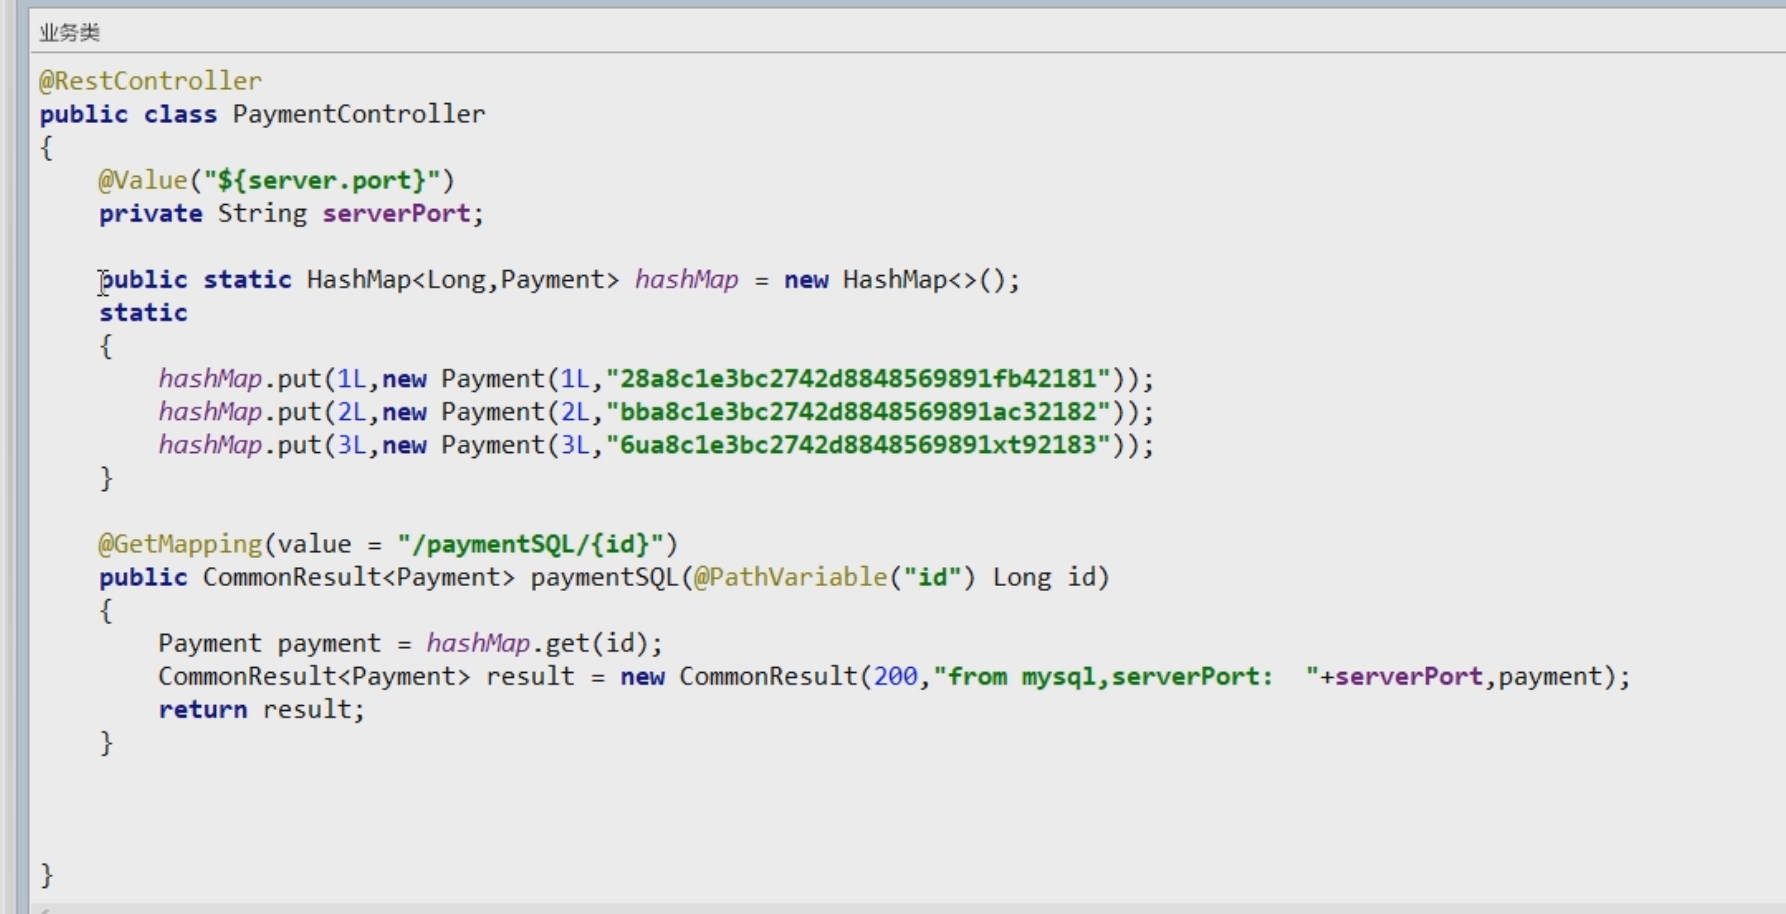 业务类
@RestController
public class PaymentController
{
    @Value("${server.port}")
    private String serverPort;
    public static HashMap<Long,Payment> hashMap = new HashMap<>();
    static
    {
        hashMap.put(1L,new Payment(1L,"28a8c1e3bc2742d8848569891fb42181"));
        hashMap.put(2L,new Payment(2L,"bba8c1e3bc2742d8848569891ac32182"));
        hashMap.put(3L,new Payment(3L,"6ua8c1e3bc2742d8848569891xt92183"));
    }
    @GetMapping(value = "/paymentSQL/{id}")
    public CommonResult<Payment> paymentSQL(@PathVariable("id") Long id)
    {
        Payment payment = hashMap.get(id);
        CommonResult<Payment> result = new CommonResult(200,"from mysql,serverPort:  "+serverPort,payment);
        return result;
    }
}